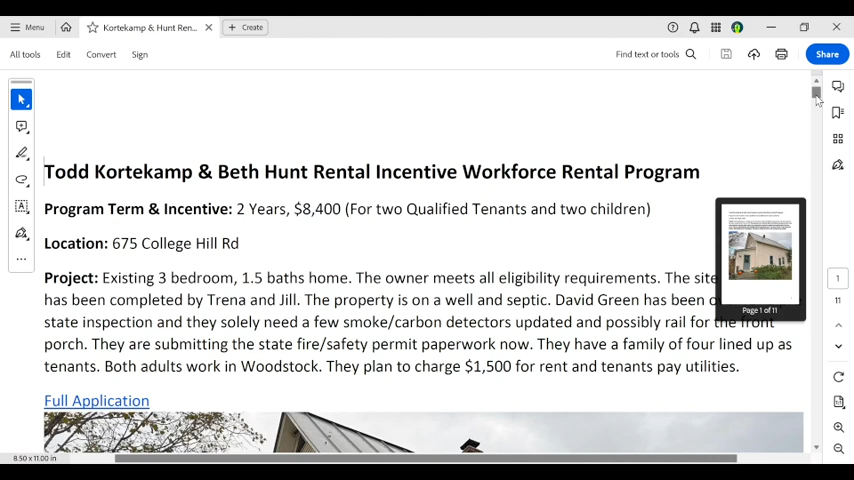 Menu
Kortekamp & Hunt Ren...
Create
All tools
Edit
Convert
Sign
Find text or tools
Share
Todd Kortekamp & Beth Hunt Rental Incentive Workforce Rental Program
Program Term & Incentive: 2 Years, $8,400 (For two Qualified Tenants and two children)
Location: 675 College Hill Rd
Project: Existing 3 bedroom, 1.5 baths home. The owner meets all eligibility requirements. The site
has been completed by Trena and Jill. The property is on a well and septic. David Green has been
state inspection and they solely need a few smoke/carbon detectors updated and possibly rail for the front
porch. They are submitting the state fire/safety permit paperwork now. They have a family of four lined up as
tenants. Both adults work in Woodstock. They plan to charge $1,500 for rent and tenants pay utilities.
Full Application
Page 1 of 11
1
11
8.50 x 11.00 in